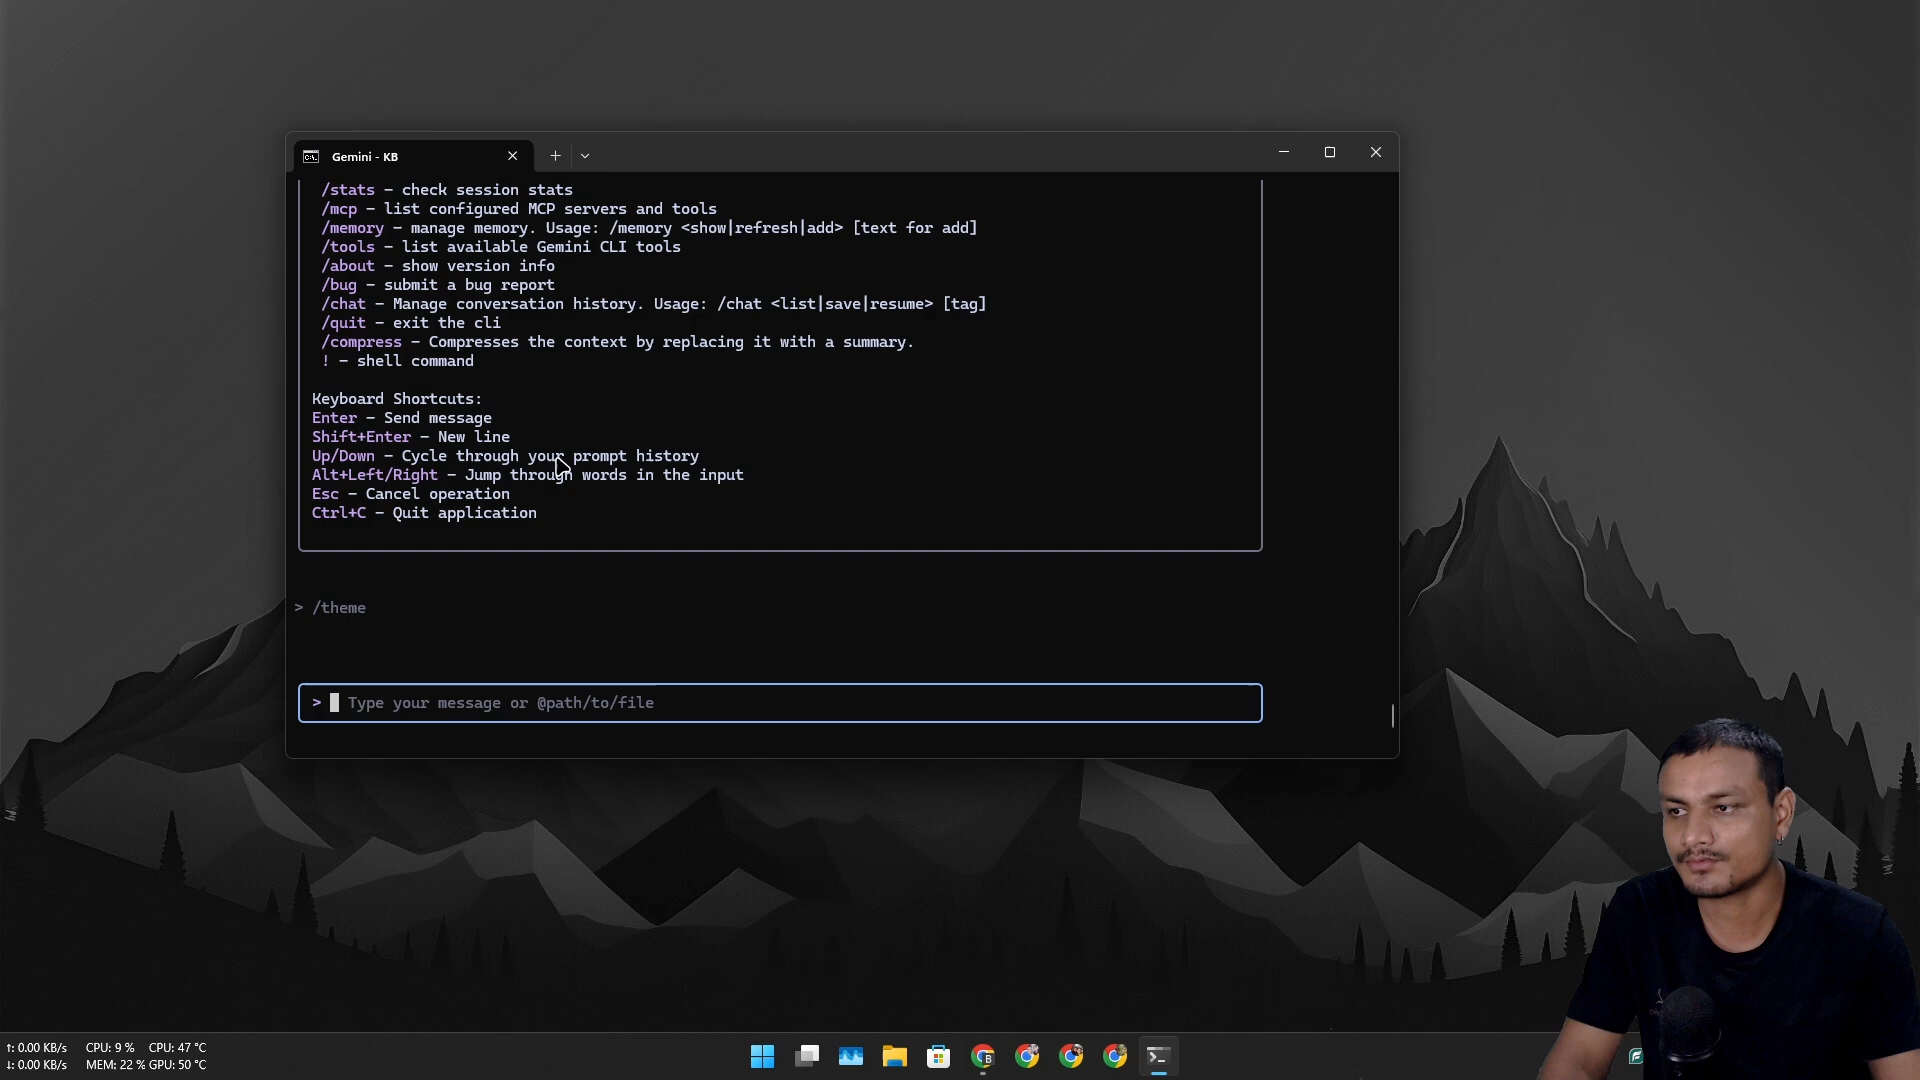 Gemini - KB
/stats - check session stats
/mcp - list configured MCP servers and tools
/memory - manage memory. Usage: /memory <show|refresh|add> [text for add]
/tools - list available Gemini CLI tools
/about - show version info
/bug - submit a bug report
/chat - Manage conversation history. Usage: /chat <list|save|resume> [tag]
/quit - exit the cli
/compress - Compresses the context by replacing it with a summary.
! - shell command
Keyboard Shortcuts:
Enter - Send message
Shift+Enter - New line
Up/Down - Cycle through your prompt history
Alt+Left/Right - Jump through words in the input
Esc - Cancel operation
Ctrl+C - Quit application
> /theme
> Type your message or @path/to/file
↑: 0.00 KB/s CPU: 9 % CPU: 47 °C
↓: 0.00 KB/s MEM: 22 % GPU: 50 °C